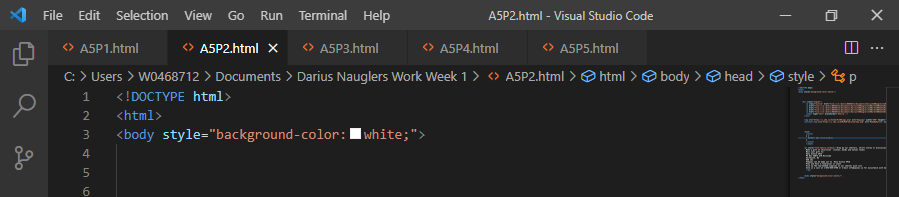 File Edit Selection View Go Run Terminal Help A5P2.html - Visual Studio Code
A5P1.html A5P2.html A5P3.html A5P4.html A5P5.html
C: > Users > W0468712 > Documents > Darius Nauglers Work Week 1 > A5P2.html > html > body > head > style > p
1 <!DOCTYPE html>
2 <html>
3 <body style="background-color: white;">
4
5
6